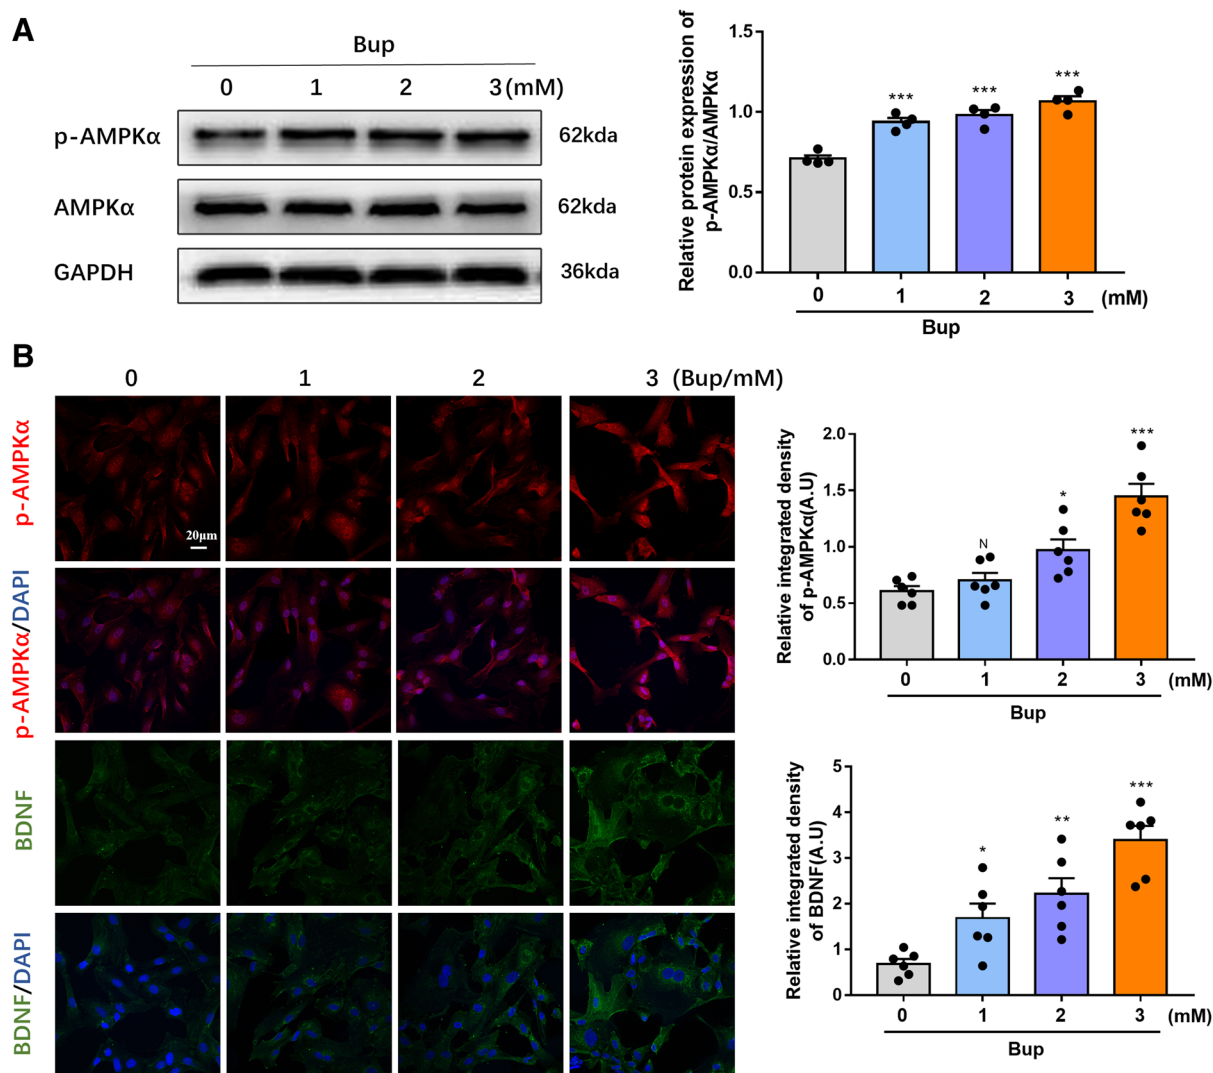 A
Bup
0 1 2 3(mM)
p-AMPKα 62kda
AMPKα 62kda
GAPDH 36kda
Relative protein expression of
p-AMPKα/AMPKα
1.5
1.0
0.5
0.0
*** *** ***
0 1 2 3 (mM)
Bup
B
0 1 2 3 (Bup/mM)
p-AMPKα
20μm
p-AMPKα/DAPI
BDNF
BDNF/DAPI
Relative integrated density
of p-AMPKα(A.U)
2.0
1.5
1.0
0.5
0.0
N * ***
0 1 2 3 (mM)
Bup
Relative integrated density
of BDNF(A.U)
5
4
3
2
1
0
* ** ***
0 1 2 3 (mM)
Bup